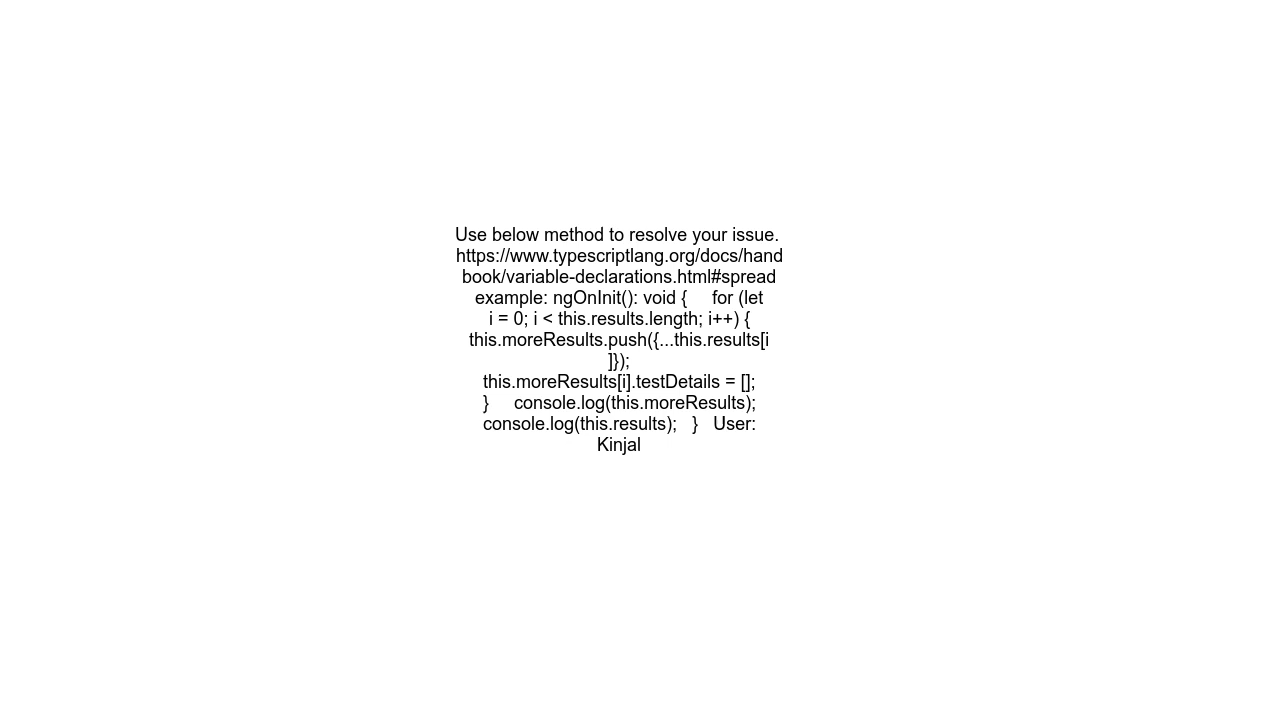 Use below method to resolve your issue.
https://www.typescriptlang.org/docs/hand
book/variable-declarations.html#spread
example: ngOnInit(): void {     for (let
i = 0; i < this.results.length; i++) {
this.moreResults.push({...this.results[i
]});
this.moreResults[i].testDetails = [];
}     console.log(this.moreResults);
console.log(this.results);   }   User:
Kinjal